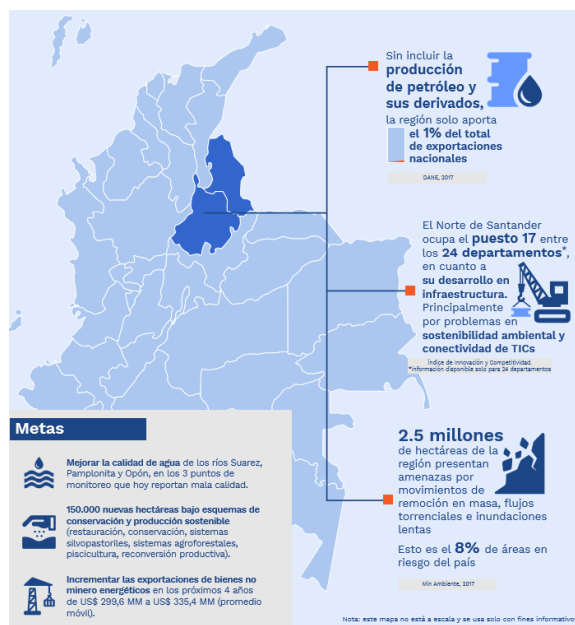 Sin incluir la
producción
de petróleo y
sus derivados,
la región solo aporta
el 1% del total
de exportaciones
nacionales
DANE, 2017
El Norte de Santander
ocupa el puesto 17 entre
los 24 departamentos*,
en cuanto a
su desarrollo en
infraestructura.
Principalmente
por problemas en
sostenibilidad ambiental y
conectividad de TICs
Índice de Innovación y Competitividad.
*información disponible solo para 24 departamentos
2.5 millones
de hectáreas de la
región presentan
amenazas por
movimientos de
remoción en masa, flujos
torrenciales e inundaciones
lentas
Esto es el 8% de áreas en
riesgo del país
Min Ambiente, 2017
Metas
Mejorar la calidad de agua de los ríos Suarez,
Pamplonita y Opón, en los 3 puntos de
monitoreo que hoy reportan mala calidad.
150.000 nuevas hectáreas bajo esquemas de
conservación y producción sostenible
(restauración, conservación, sistemas
silvopastoriles, sistemas agroforestales,
piscicultura, reconversión productiva).
Incrementar las exportaciones de bienes no
minero energéticos en los próximos 4 años
de US$ 299,6 MM a US$ 335,4 MM (promedio
móvil).
Nota: este mapa no está a escala y se usa solo con fines informativo